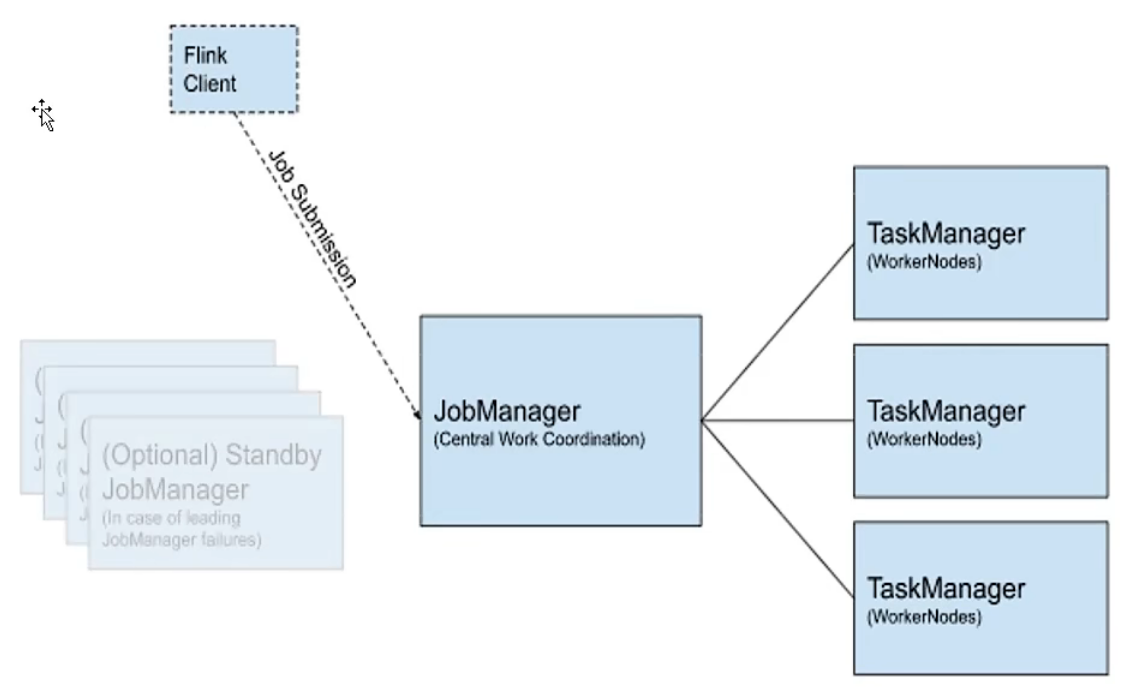 Flink
Client
Job Submission
TaskManager
(WorkerNodes)
JobManager
(Central Work Coordination)
TaskManager
(WorkerNodes)
(Optional) Standby
JobManager
(In case of leading
JobManager failures)
TaskManager
(WorkerNodes)